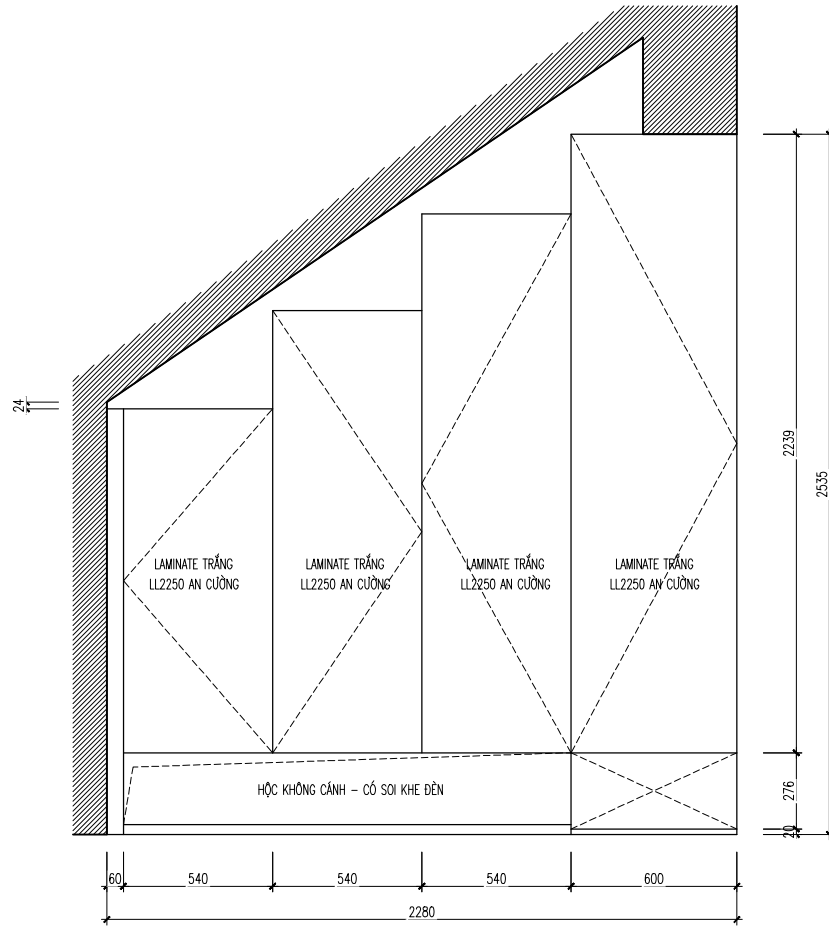 24
2239
2535
LAMINATE TRẮNG
LL2250 AN CƯỜNG
LAMINATE TRẮNG
LL2250 AN CƯỜNG
LAMINATE TRẮNG
LL2250 AN CƯỜNG
LAMINATE TRẮNG
LL2250 AN CƯỜNG
HỘC KHÔNG CÁNH – CÓ SOI KHE ĐÈN
276
20
60
540
540
540
600
2280